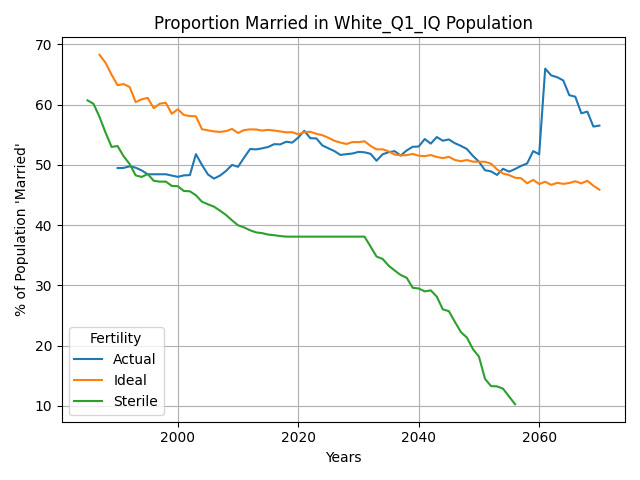 Proportion Married in White_Q1_IQ Population
% of Population 'Married'
70
60
50
40
30
20
10
Fertility
Actual
Ideal
Sterile
2000
2020
2040
2060
Years